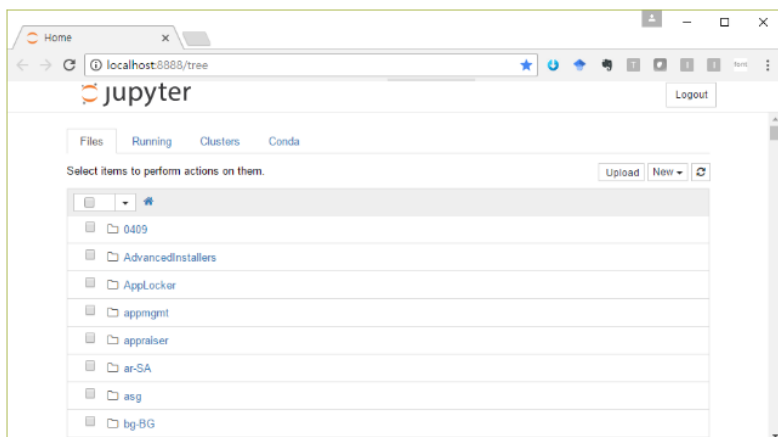 Home
localhost:8888/tree
jupyter
Logout
Files Running Clusters Conda
Select items to perform actions on them.
Upload New
0409
AdvancedInstallers
AppLocker
appmgmt
appraiser
ar-SA
asg
bg-BG